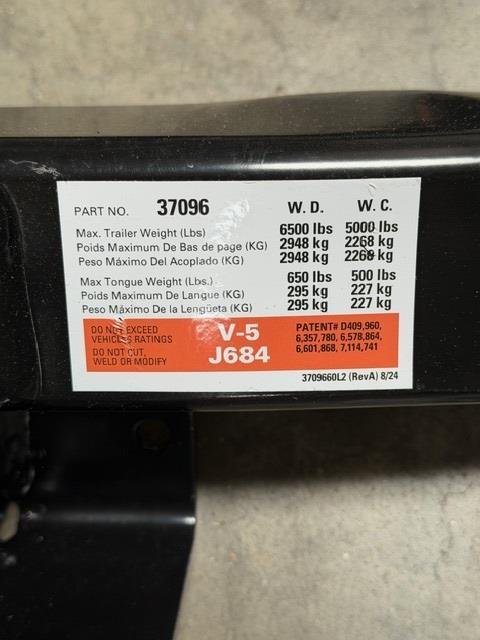 PART NO. 37096 W. D. W. C.
Max. Trailer Weight (Lbs) 6500 lbs 5000 lbs
Poids Maximum De Bas de page (KG) 2948 kg 2268 kg
Peso Máximo Del Acoplado (KG) 2948 kg 2268 kg
Max Tongue Weight (Lbs.) 650 lbs 500 lbs
Poids Maximum De Langue (KG) 295 kg 227 kg
Peso Máximo De la Lengüeta (KG) 295 kg 227 kg
DO NOT EXCEED
VEHICLES RATINGS
DO NOT CUT,
WELD OR MODIFY
V-5
J684
PATENT# D409,960,
6,357,780, 6,578,864,
6,601,868, 7,114,741
3709660L2 (RevA) 8/24